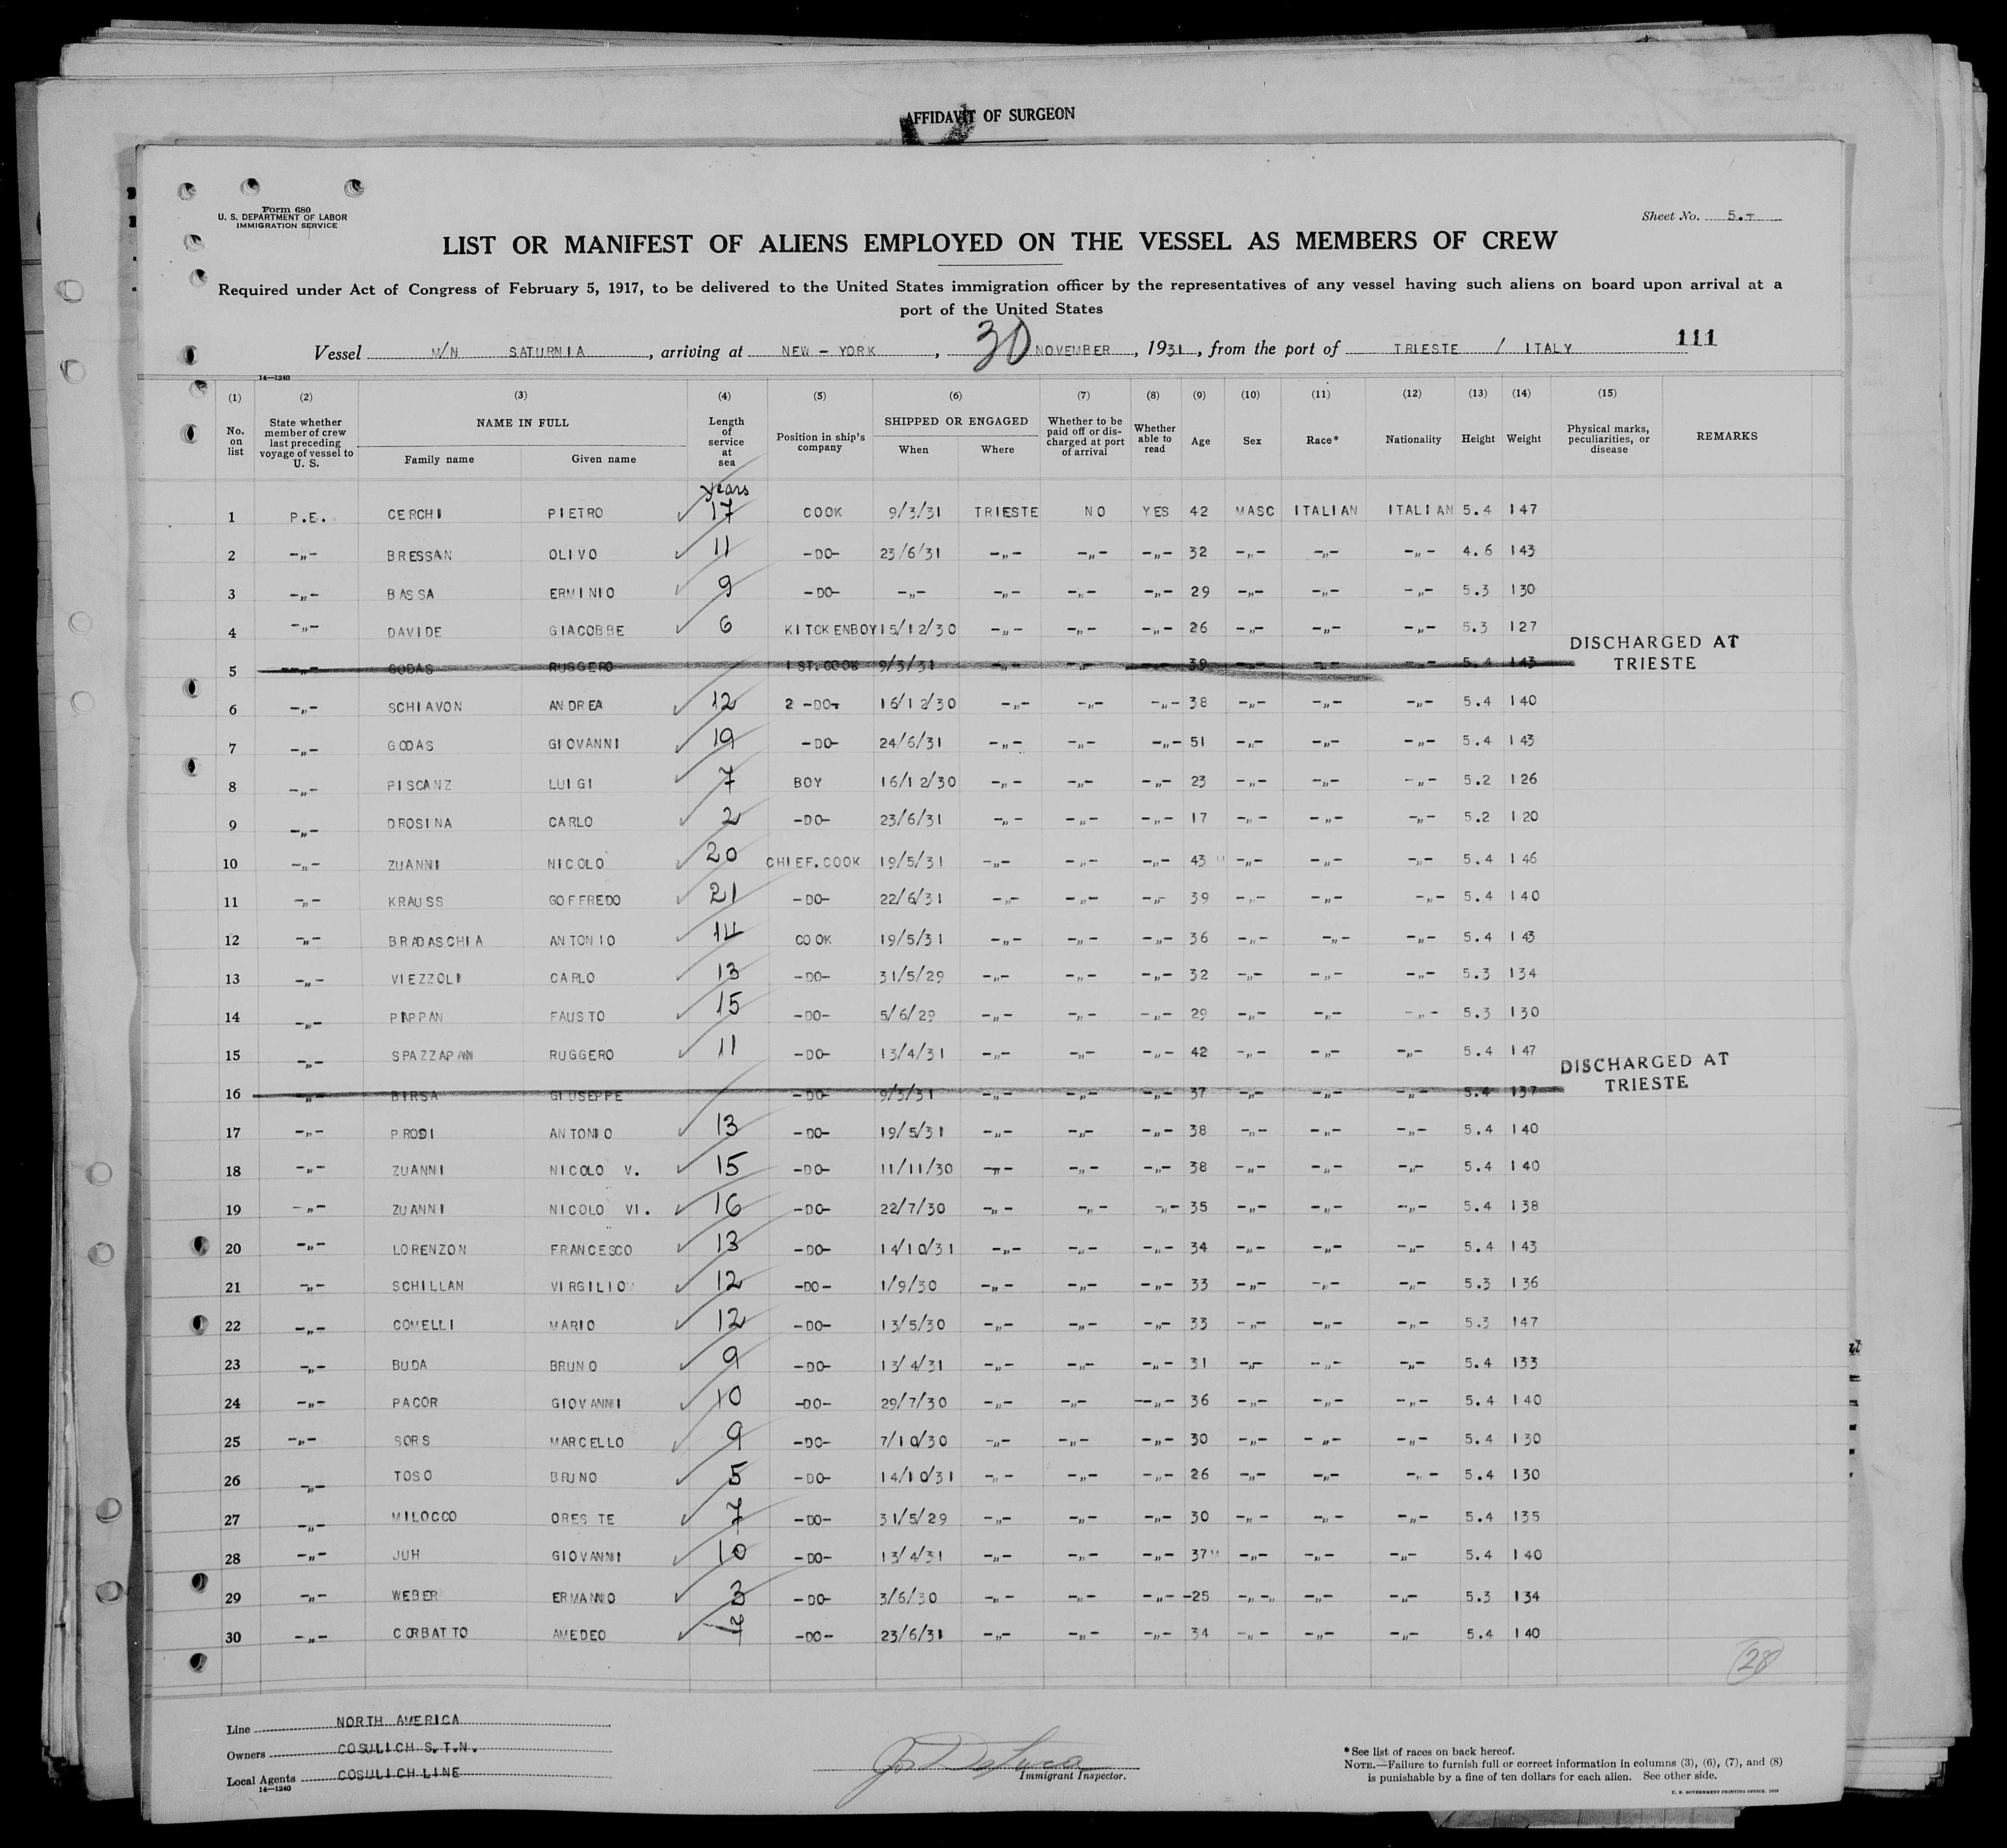 AFFIDAVIT OF SURGEON
Form 680
U. S. DEPARTMENT OF LABOR
IMMIGRATION SERVICE
Sheet No. 5.-
LIST OR MANIFEST OF ALIENS EMPLOYED ON THE VESSEL AS MEMBERS OF CREW
Required under Act of Congress of February 5, 1917, to be delivered to the United States immigration officer by the representatives of any vessel having such aliens on board upon arrival at a
port of the United States
Vessel M/N SATURNIA, arriving at NEW-YORK, 30 NOVEMBER, 1931, from the port of TRIESTE / ITALY 111
14—1240
(1) (2) (3) (4) (5) (6) (7) (8) (9) (10) (11) (12) (13) (14) (15)
No. on list | State whether member of crew last preceding voyage of vessel to U. S. | NAME IN FULL Family name Given name | Length of service at sea | Position in ship's company | SHIPPED OR ENGAGED When Where | Whether to be paid off or discharged at port of arrival | Whether able to read | Age | Sex | Race* | Nationality | Height | Weight | Physical marks, peculiarities, or disease | REMARKS
years
1 P.E. CERCHI PIETRO 17 COOK 9/3/31 TRIESTE NO YES 42 MASC ITALIAN ITALIAN 5.4 147
2 -„- BRESSAN OLIVO 11 -DO- 23/6/31 -„- -„- -„- 32 -„- -„- -„- 4.6 143
3 -„- BASSA ERMINIO 9 -DO- -„- -„- -„- -„- 29 -„- -„- -„- 5.3 130
4 -„- DAVIDE GIACOBBE 6 KITCKENBOY 15/12/30 -„- -„- -„- 26 -„- -„- -„- 5.3 127
5 -„- GODAS RUGGERO 1 ST.COOK 9/3/31 -„- -„- -„- 39 -„- -„- -„- 5.4 143 DISCHARGED AT TRIESTE
6 -„- SCHIAVON ANDREA 12 2 -DO- 16/12/30 -„- -„- -„- 38 -„- -„- -„- 5.4 140
7 -„- GODAS GIOVANNI 19 -DO- 24/6/31 -„- -„- -„- 51 -„- -„- -„- 5.4 143
8 -„- PISCANZ LUIGI 7 BOY 16/12/30 -„- -„- -„- 23 -„- -„- -„- 5.2 126
9 -„- DROSINA CARLO 2 -DO- 23/6/31 -„- -„- -„- 17 -„- -„- -„- 5.2 120
10 -„- ZUANNI NICOLO 20 CHIEF.COOK 19/5/31 -„- -„- -„- 43 -„- -„- -„- 5.4 146
11 -„- KRAUSS GOFFREDO 21 -DO- 22/6/31 -„- -„- -„- 39 -„- -„- -„- 5.4 140
12 -„- BRADASCHIA ANTONIO 14 COOK 19/5/31 -„- -„- -„- 36 -„- -„- -„- 5.4 143
13 -„- VIEZZOLI CARLO 13 -DO- 31/5/29 -„- -„- -„- 32 -„- -„- -„- 5.3 134
14 -„- PAPPAN FAUSTO 15 -DO- 5/6/29 -„- -„- -„- 29 -„- -„- -„- 5.3 130
15 -„- SPAZZAPAN RUGGERO 11 -DO- 13/4/31 -„- -„- -„- 42 -„- -„- -„- 5.4 147
16 -„- BIRSA GIUSEPPE -DO- 9/3/31 -„- -„- -„- 37 -„- -„- -„- 5.4 137 DISCHARGED AT TRIESTE
17 -„- PRODI ANTONIO 13 -DO- 19/5/31 -„- -„- -„- 38 -„- -„- -„- 5.4 140
18 -„- ZUANNI NICOLO V. 15 -DO- 11/11/30 -„- -„- -„- 38 -„- -„- -„- 5.4 140
19 -„- ZUANNI NICOLO VI. 16 -DO- 22/7/30 -„- -„- -„- 35 -„- -„- -„- 5.4 138
20 -„- LORENZON FRANCESCO 13 -DO- 14/10/31 -„- -„- -„- 34 -„- -„- -„- 5.4 143
21 -„- SCHILLAN VIRGILIO 12 -DO- 1/9/30 -„- -„- -„- 33 -„- -„- -„- 5.3 136
22 -„- COMELLI MARIO 12 -DO- 13/5/30 -„- -„- -„- 33 -„- -„- -„- 5.3 147
23 -„- BUDA BRUNO 9 -DO- 13/4/31 -„- -„- -„- 31 -„- -„- -„- 5.4 133
24 -„- PACOR GIOVANNI 10 -DO- 29/7/30 -„- -„- -„- 36 -„- -„- -„- 5.4 140
25 -„- SORS MARCELLO 9 -DO- 7/10/30 -„- -„- -„- 30 -„- -„- -„- 5.4 130
26 -„- TOSO BRUNO 5 -DO- 14/10/31 -„- -„- -„- 26 -„- -„- -„- 5.4 130
27 -„- MILOCCO ORESTE 7 -DO- 31/5/29 -„- -„- -„- 30 -„- -„- -„- 5.4 135
28 -„- JUH GIOVANNI 10 -DO- 13/4/31 -„- -„- -„- 37 -„- -„- -„- 5.4 140
29 -„- WEBER ERMANNO 3 -DO- 3/6/30 -„- -„- -„- 25 -„- -„- -„- 5.3 134
30 -„- CORBATTO AMEDEO -DO- 23/6/31 -„- -„- -„- 34 -„- -„- -„- 5.4 140
28
Line NORTH AMERICA
Owners COSULICH S.T.N.
Local Agents COSULICH LINE
14—1240
Immigrant Inspector.
*See list of races on back hereof.
NOTE.—Failure to furnish full or correct information in columns (3), (6), (7), and (8)
is punishable by a fine of ten dollars for each alien. See other side.
U. S. GOVERNMENT PRINTING OFFICE